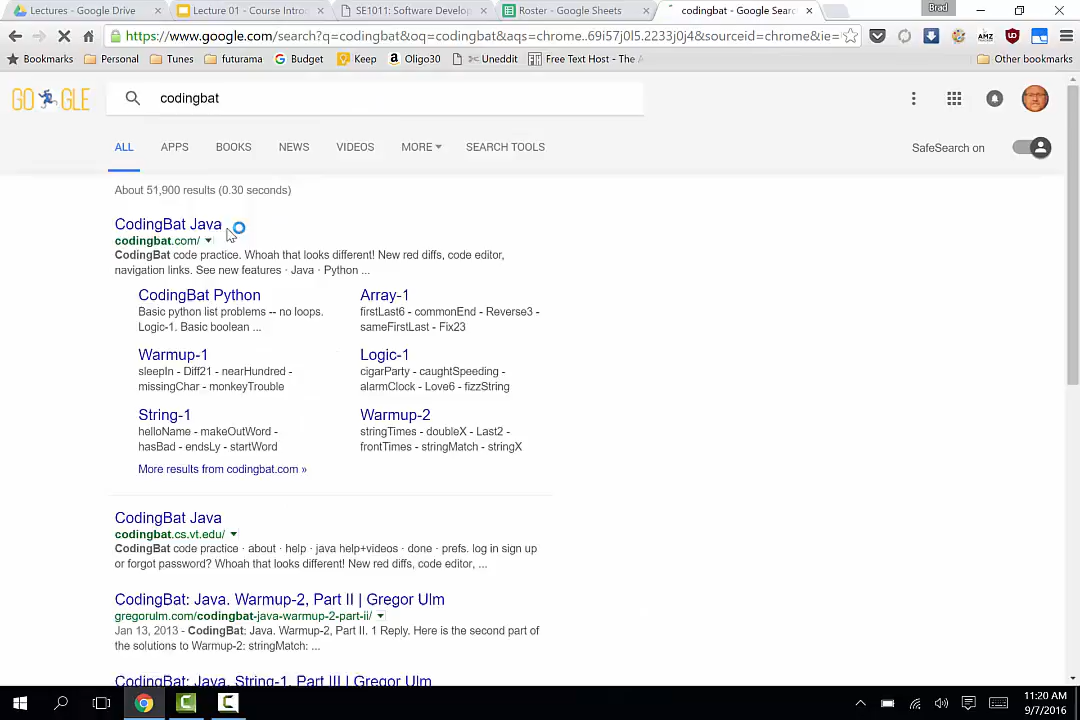 Lectures - Google Drive
Lecture 01 - Course Intro
SE1011: Software Develop
Roster - Google Sheets
codingbat - Google Searc
Brad
https://www.google.com/search?q=codingbat&oq=codingbat&aqs=chrome..69i57j0l5.2233j0j4&sourceid=chrome&ie=
Bookmarks
Personal
Tunes
futurama
Budget
Keep
Oligo30
Uneddit
Free Text Host - The A
Other bookmarks
GO GLE
codingbat
ALL
APPS
BOOKS
NEWS
VIDEOS
MORE
SEARCH TOOLS
SafeSearch on
About 51,900 results (0.30 seconds)
CodingBat Java
codingbat.com/
CodingBat code practice. Whoah that looks different! New red diffs, code editor,
navigation links. See new features · Java · Python ...
CodingBat Python
Basic python list problems -- no loops.
Logic-1. Basic boolean ...
Array-1
firstLast6 - commonEnd - Reverse3 -
sameFirstLast - Fix23
Warmup-1
sleepIn - Diff21 - nearHundred -
missingChar - monkeyTrouble
Logic-1
cigarParty - caughtSpeeding -
alarmClock - Love6 - fizzString
String-1
helloName - makeOutWord -
hasBad - endsLy - startWord
Warmup-2
stringTimes - doubleX - Last2 -
frontTimes - stringMatch - stringX
More results from codingbat.com »
CodingBat Java
codingbat.cs.vt.edu/
CodingBat code practice · about · help · java help+videos · done · prefs. log in sign up
or forgot password? Whoah that looks different! New red diffs, code editor, ...
CodingBat: Java. Warmup-2, Part II | Gregor Ulm
gregorulm.com/codingbat-java-warmup-2-part-ii/
Jan 13, 2013 - CodingBat: Java. Warmup-2, Part II. 1 Reply. Here is the second part of
the solutions to Warmup-2: stringMatch: ...
CodingBat: Java. String-1, Part III | Gregor Ulm
11:20 AM
9/7/2016